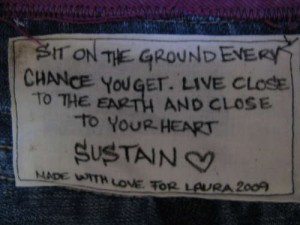 SIT ON THE GROUND EVERY
CHANCE YOU GET. LIVE CLOSE
TO THE EARTH AND CLOSE
TO YOUR HEART
SUSTAIN ♡
MADE WITH LOVE FOR LAURA 2009